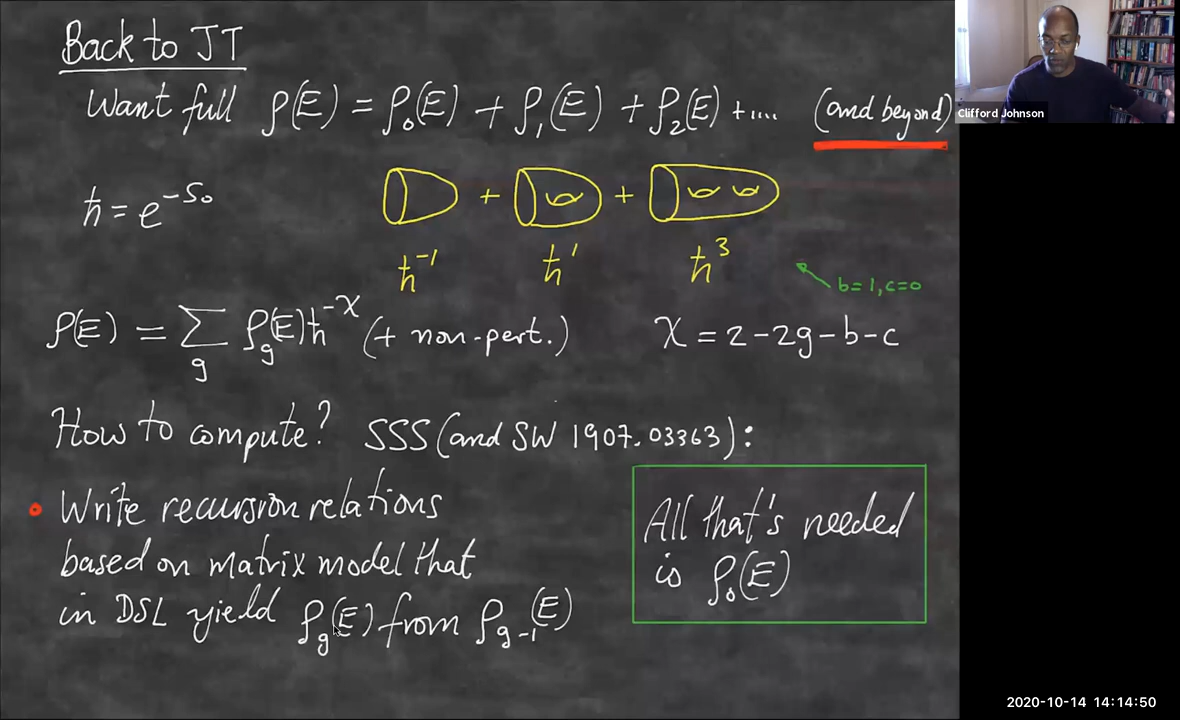 Back to JT
Want full ρ(E) = ρ₀(E) + ρ₁(E) + ρ₂(E) + .... (and beyond)
Clifford Johnson
ħ = e^{-S₀}
+ +
ħ⁻¹ ħ¹ ħ³
b=1, c=0
ρ(E) = Σ_g ρ_g(E) ħ^{-χ} (+ non-pert.) χ = 2-2g-b-c
How to compute? SSS (and SW 1907.03363):
• Write recursion relations
based on matrix model that
in DSL yield ρ_g(E) from ρ_{g-1}(E)
All that's needed
is ρ₀(E)
2020-10-14 14:14:50